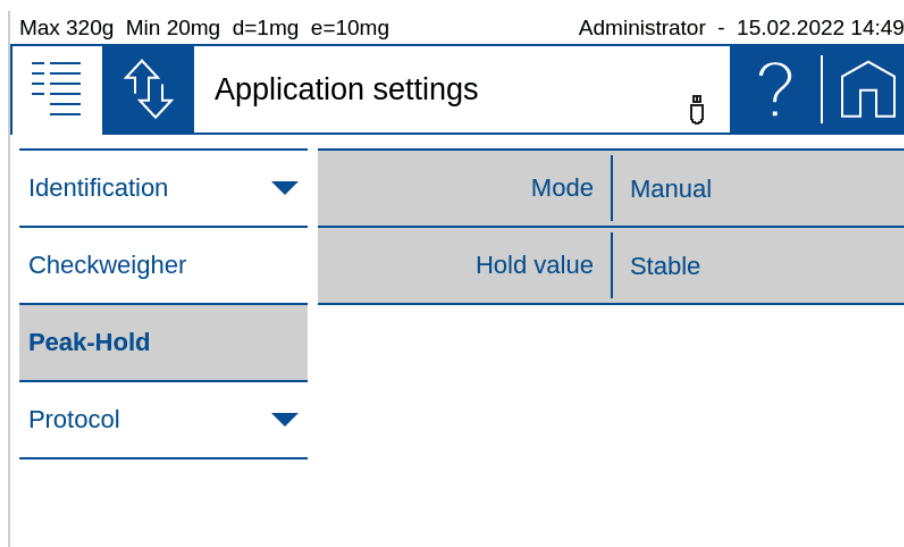 Max 320g Min 20mg d=1mg e=10mg Administrator - 15.02.2022 14:49
Application settings ?
Identification
Mode Manual
Checkweigher
Hold value Stable
Peak-Hold
Protocol